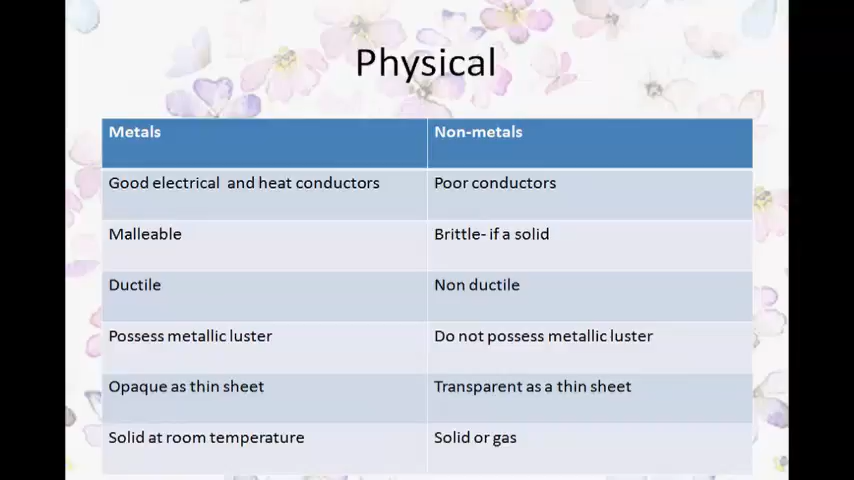 Physical
Metals
Non-metals
Good electrical and heat conductors
Poor conductors
Malleable
Brittle- if a solid
Ductile
Non ductile
Possess metallic luster
Do not possess metallic luster
Opaque as thin sheet
Transparent as a thin sheet
Solid at room temperature
Solid or gas